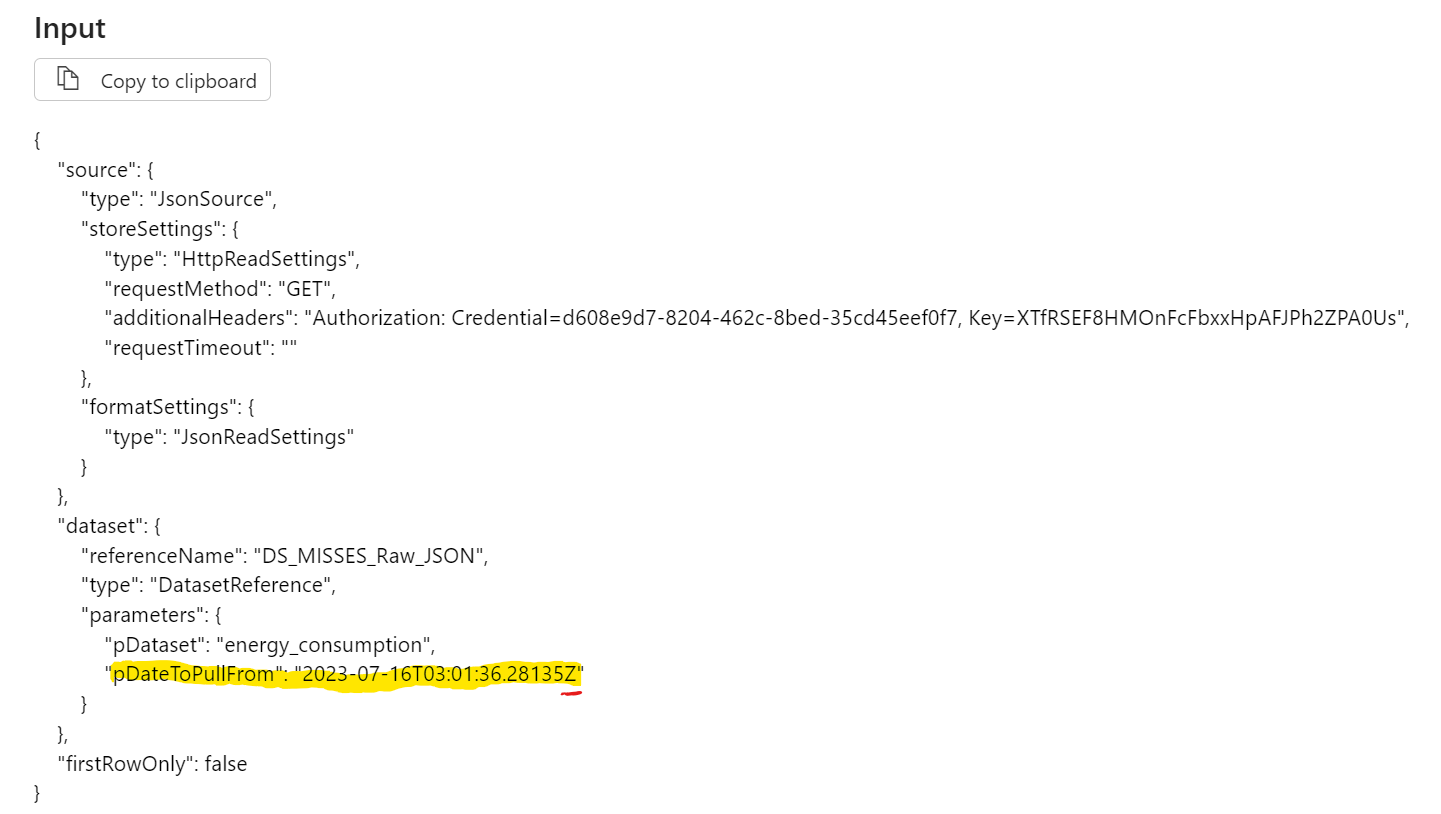 Input
Copy to clipboard
{
"source": {
"type": "JsonSource",
"storeSettings": {
"type": "HttpReadSettings",
"requestMethod": "GET",
"additionalHeaders": "Authorization: Credential=d608e9d7-8204-462c-8bed-35cd45eef0f7, Key=XTfRSEF8HMOnFcFbxxHpAFJPh2ZPA0Us",
"requestTimeout": ""
},
"formatSettings": {
"type": "JsonReadSettings"
}
},
"dataset": {
"referenceName": "DS_MISSES_Raw_JSON",
"type": "DatasetReference",
"parameters": {
"pDataset": "energy_consumption",
"pDateToPullFrom": "2023-07-16T03:01:36.28135Z"
}
},
"firstRowOnly": false
}